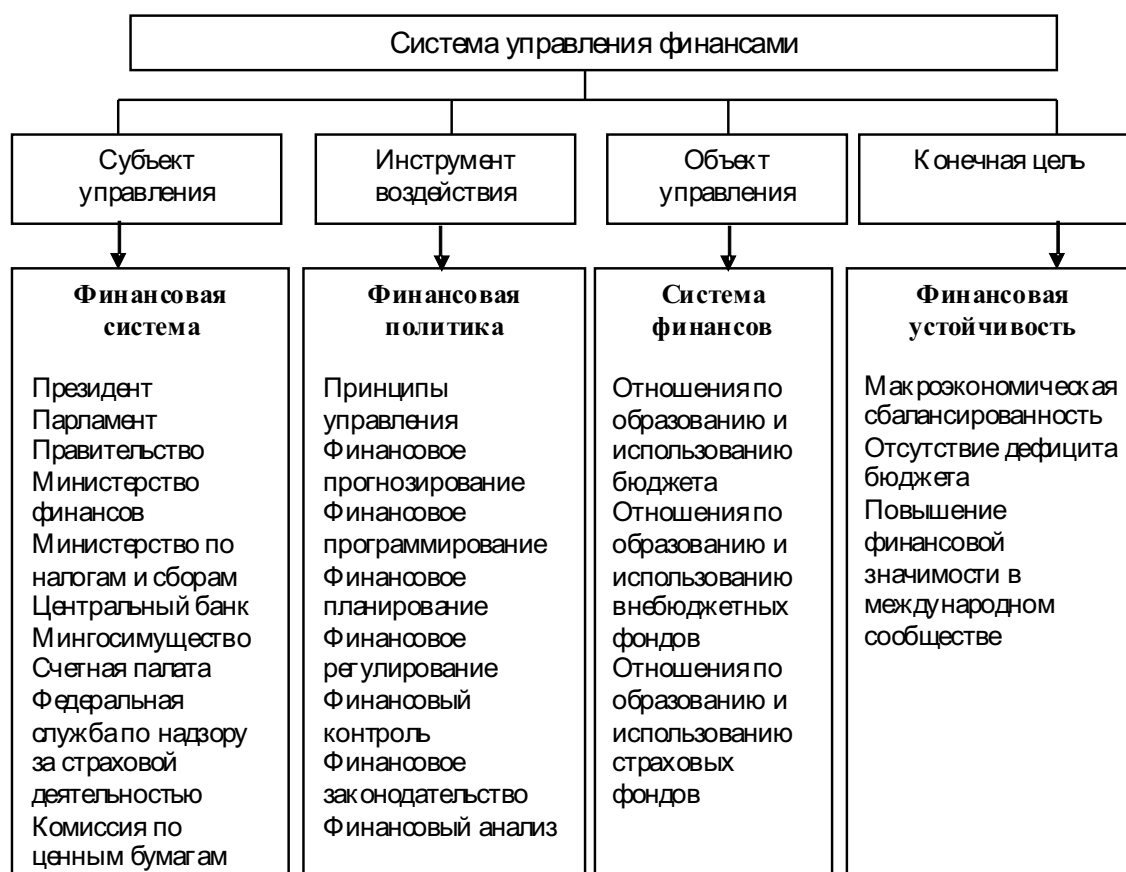 Система управления финансами
Субъект
управления
Инструмент
воздействия
Объект
управления
Конечная цель
Финансовая
система
Президент
Парламент
Правительство
Министерство
финансов
Министерство по
налогам и сборам
Центральный банк
Мингосимущество
Счетная палата
Федеральная
служба по надзору
за страховой
деятельностью
Комиссия по
ценным бумагам
Финансовая
политика
Принципы
управления
Финансовое
прогнозирование
Финансовое
программирование
Финансовое
планирование
Финансовое
регулирование
Финансовый
контроль
Финансовое
законодательство
Финансовый анализ
Система
финансов
Отношения по
образованию и
использованию
бюджета
Отношения по
образованию и
использованию
внебюджетных
фондов
Отношения по
образованию и
использованию
страховых
фондов
Финансовая
устойчивость
Макроэкономическая
сбалансированность
Отсутствие дефицита
бюджета
Повышение
финансовой
значимости в
международном
сообществе